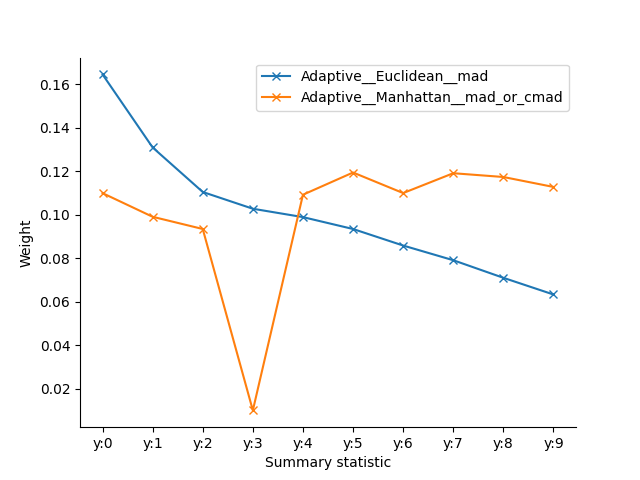 Adaptive__Euclidean__mad
Adaptive__Manhattan__mad_or_cmad
0.16
0.14
0.12
0.10
0.08
0.06
0.04
0.02
Weight
y:0 y:1 y:2 y:3 y:4 y:5 y:6 y:7 y:8 y:9
Summary statistic